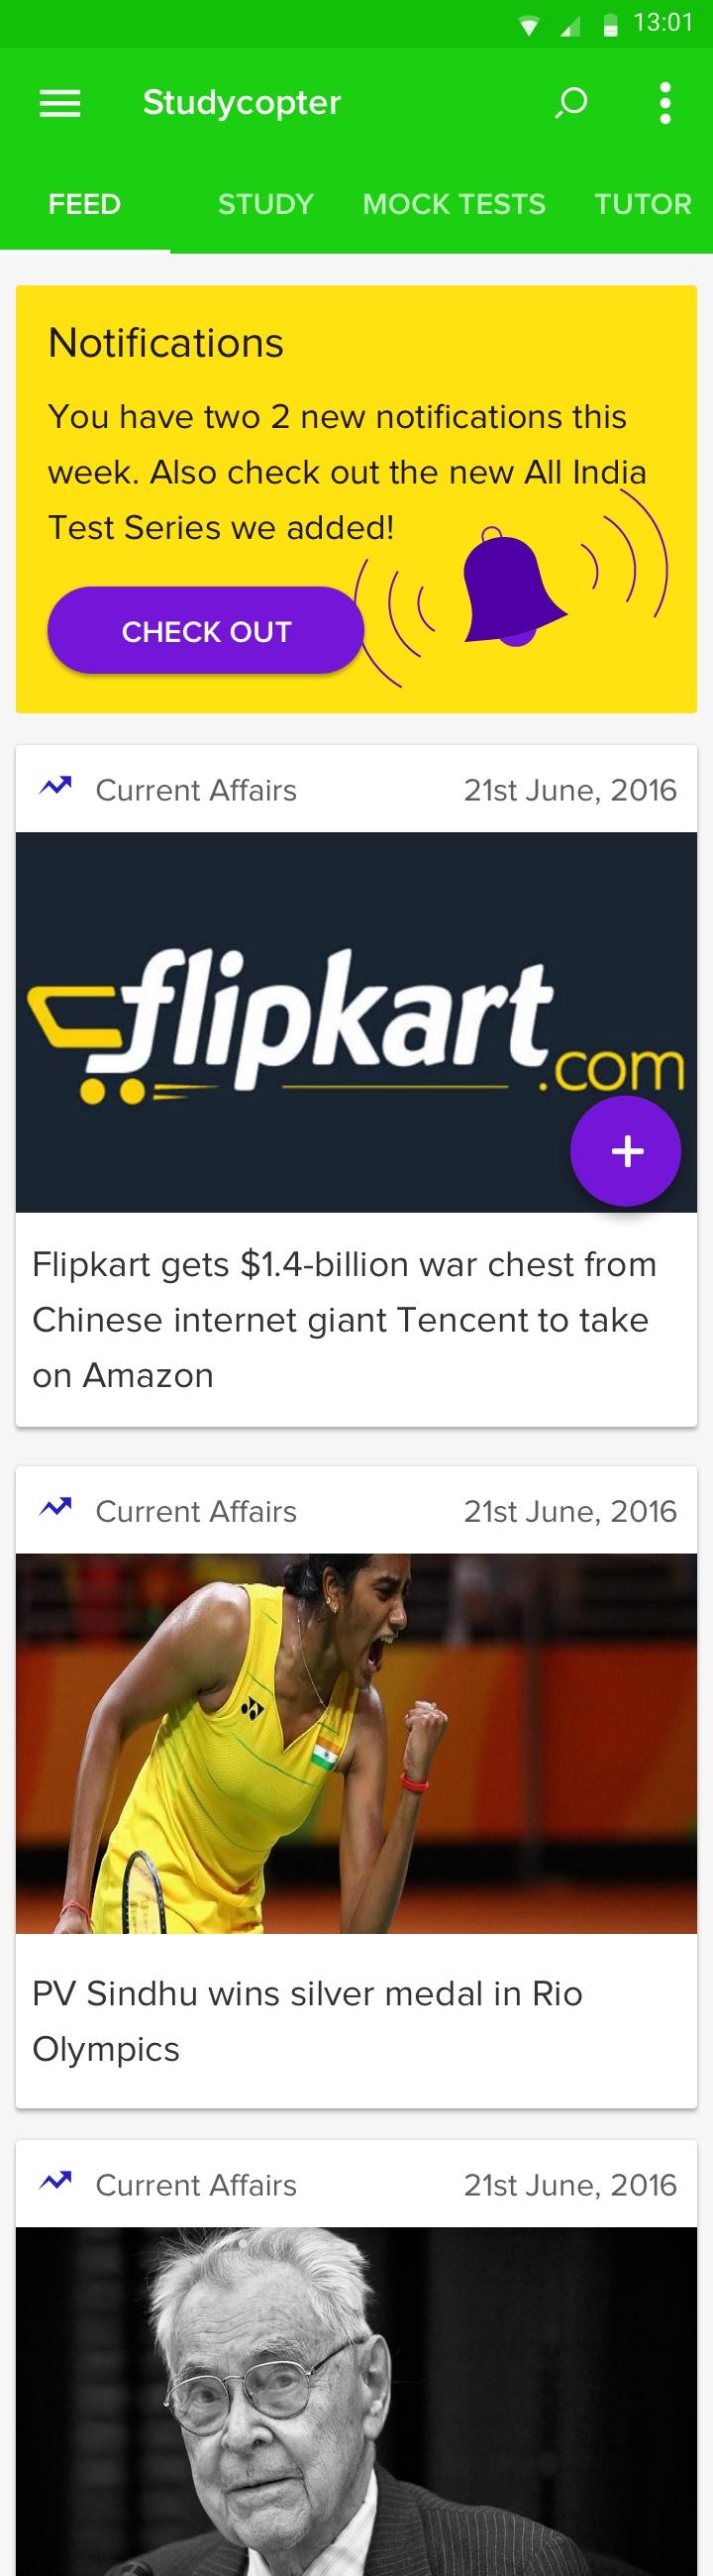 13:01
Studycopter
FEED STUDY MOCK TESTS TUTOR
Notifications
You have two 2 new notifications this
week. Also check out the new All India
Test Series we added!
CHECK OUT
Current Affairs 21st June, 2016
flipkart
.com
Flipkart gets $1.4-billion war chest from
Chinese internet giant Tencent to take
on Amazon
Current Affairs 21st June, 2016
PV Sindhu wins silver medal in Rio
Olympics
Current Affairs 21st June, 2016